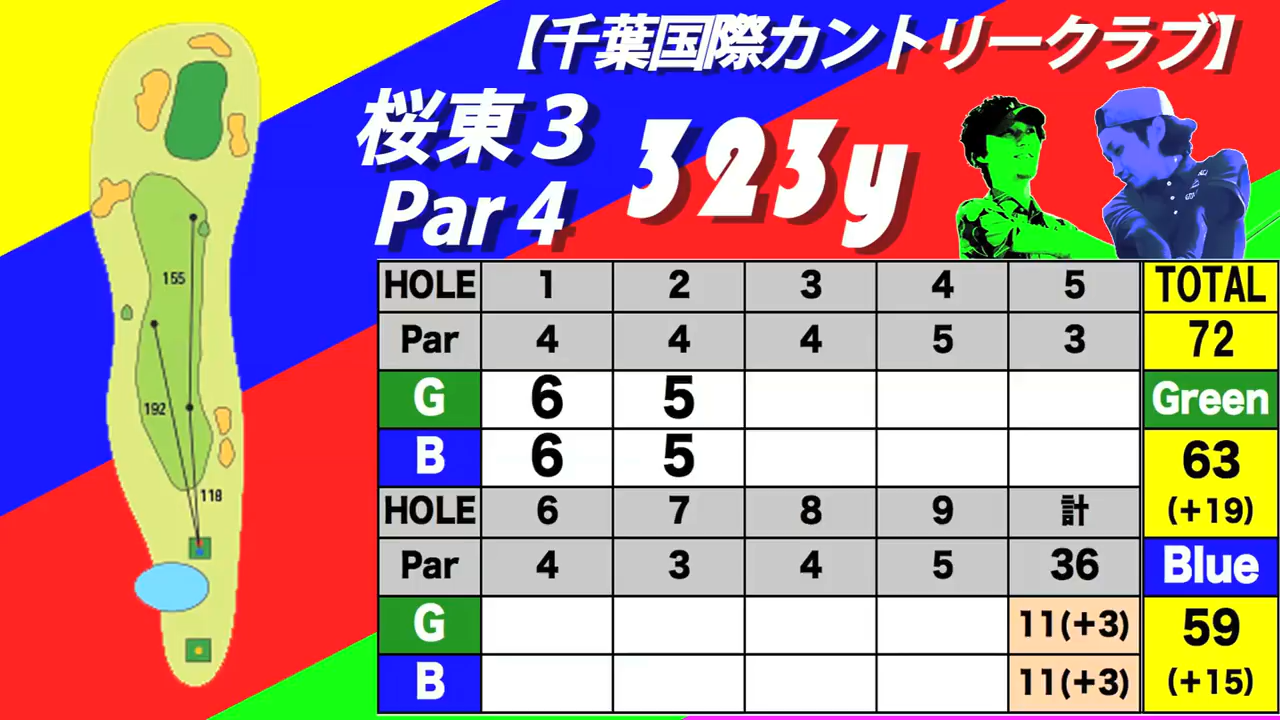 【千葉国際カントリークラブ】
桜東３
Par４
323y
155
192
118
HOLE 1 2 3 4 5 TOTAL
Par 4 4 4 5 3 72
G 6 5 Green
B 6 5 63
(+19)
HOLE 6 7 8 9 計
Par 4 3 4 5 36 Blue
G 11(+3) 59
B 11(+3) (+15)